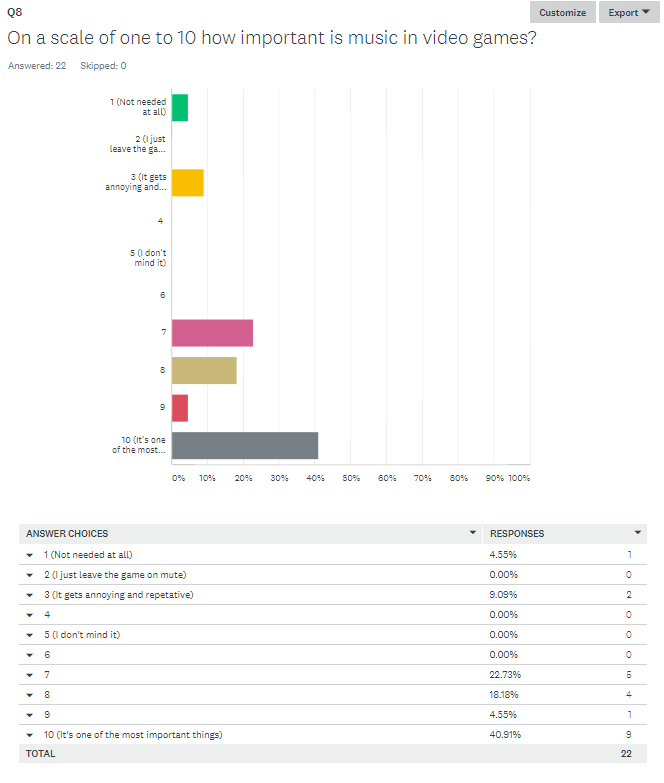 Q8
Customize
Export
On a scale of one to 10 how important is music in video games?
Answered: 22 Skipped: 0
1 (Not needed
at all)
2 (I just
leave the ga...
3 (It gets
annoying and...
4
5 (I don't
mind it)
6
7
8
9
10 (It's one
of the most...
0% 10% 20% 30% 40% 50% 60% 70% 80% 90% 100%
ANSWER CHOICES RESPONSES
1 (Not needed at all) 4.55% 1
2 (I just leave the game on mute) 0.00% 0
3 (It gets annoying and repetative) 9.09% 2
4 0.00% 0
5 (I don't mind it) 0.00% 0
6 0.00% 0
7 22.73% 5
8 18.18% 4
9 4.55% 1
10 (It's one of the most important things) 40.91% 9
TOTAL 22